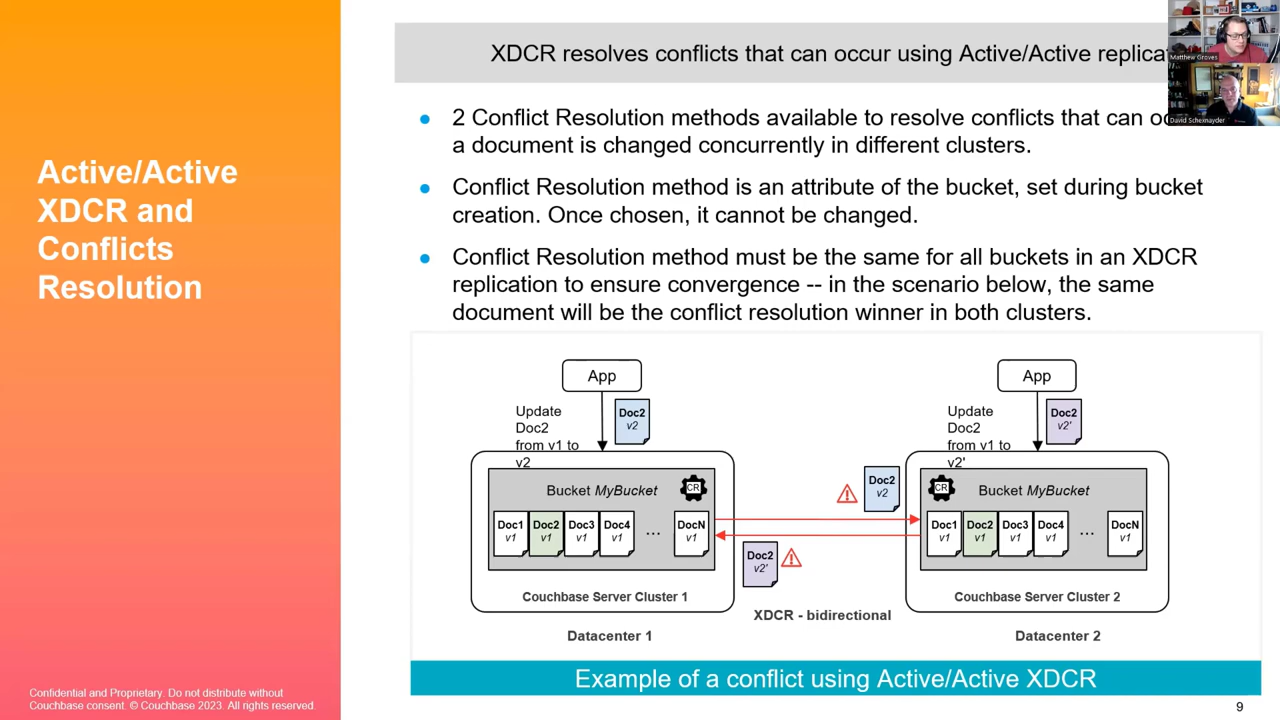 Active/Active
XDCR and
Conflicts
Resolution
XDCR resolves conflicts that can occur using Active/Active
Matthew Groves
David Schexnayder
● 2 Conflict Resolution methods available to resolve conflicts that can
a document is changed concurrently in different clusters.
● Conflict Resolution method is an attribute of the bucket, set during bucket
creation. Once chosen, it cannot be changed.
● Conflict Resolution method must be the same for all buckets in an XDCR
replication to ensure convergence -- in the scenario below, the same
document will be the conflict resolution winner in both clusters.
App
Update
Doc2
from v1 to
v2
Doc2
v2
Bucket MyBucket
CR
Doc1
v1
Doc2
v1
Doc3
v1
Doc4
v1
...
DocN
v1
Couchbase Server Cluster 1
Datacenter 1
Doc2
v2
Doc2
v2'
XDCR - bidirectional
App
Update
Doc2
from v1 to
v2'
Doc2
v2'
CR
Bucket MyBucket
Doc1
v1
Doc2
v1
Doc3
v1
Doc4
v1
...
DocN
v1
Couchbase Server Cluster 2
Datacenter 2
Example of a conflict using Active/Active XDCR
Confidential and Proprietary. Do not distribute without
Couchbase consent. © Couchbase 2023. All rights reserved.
9